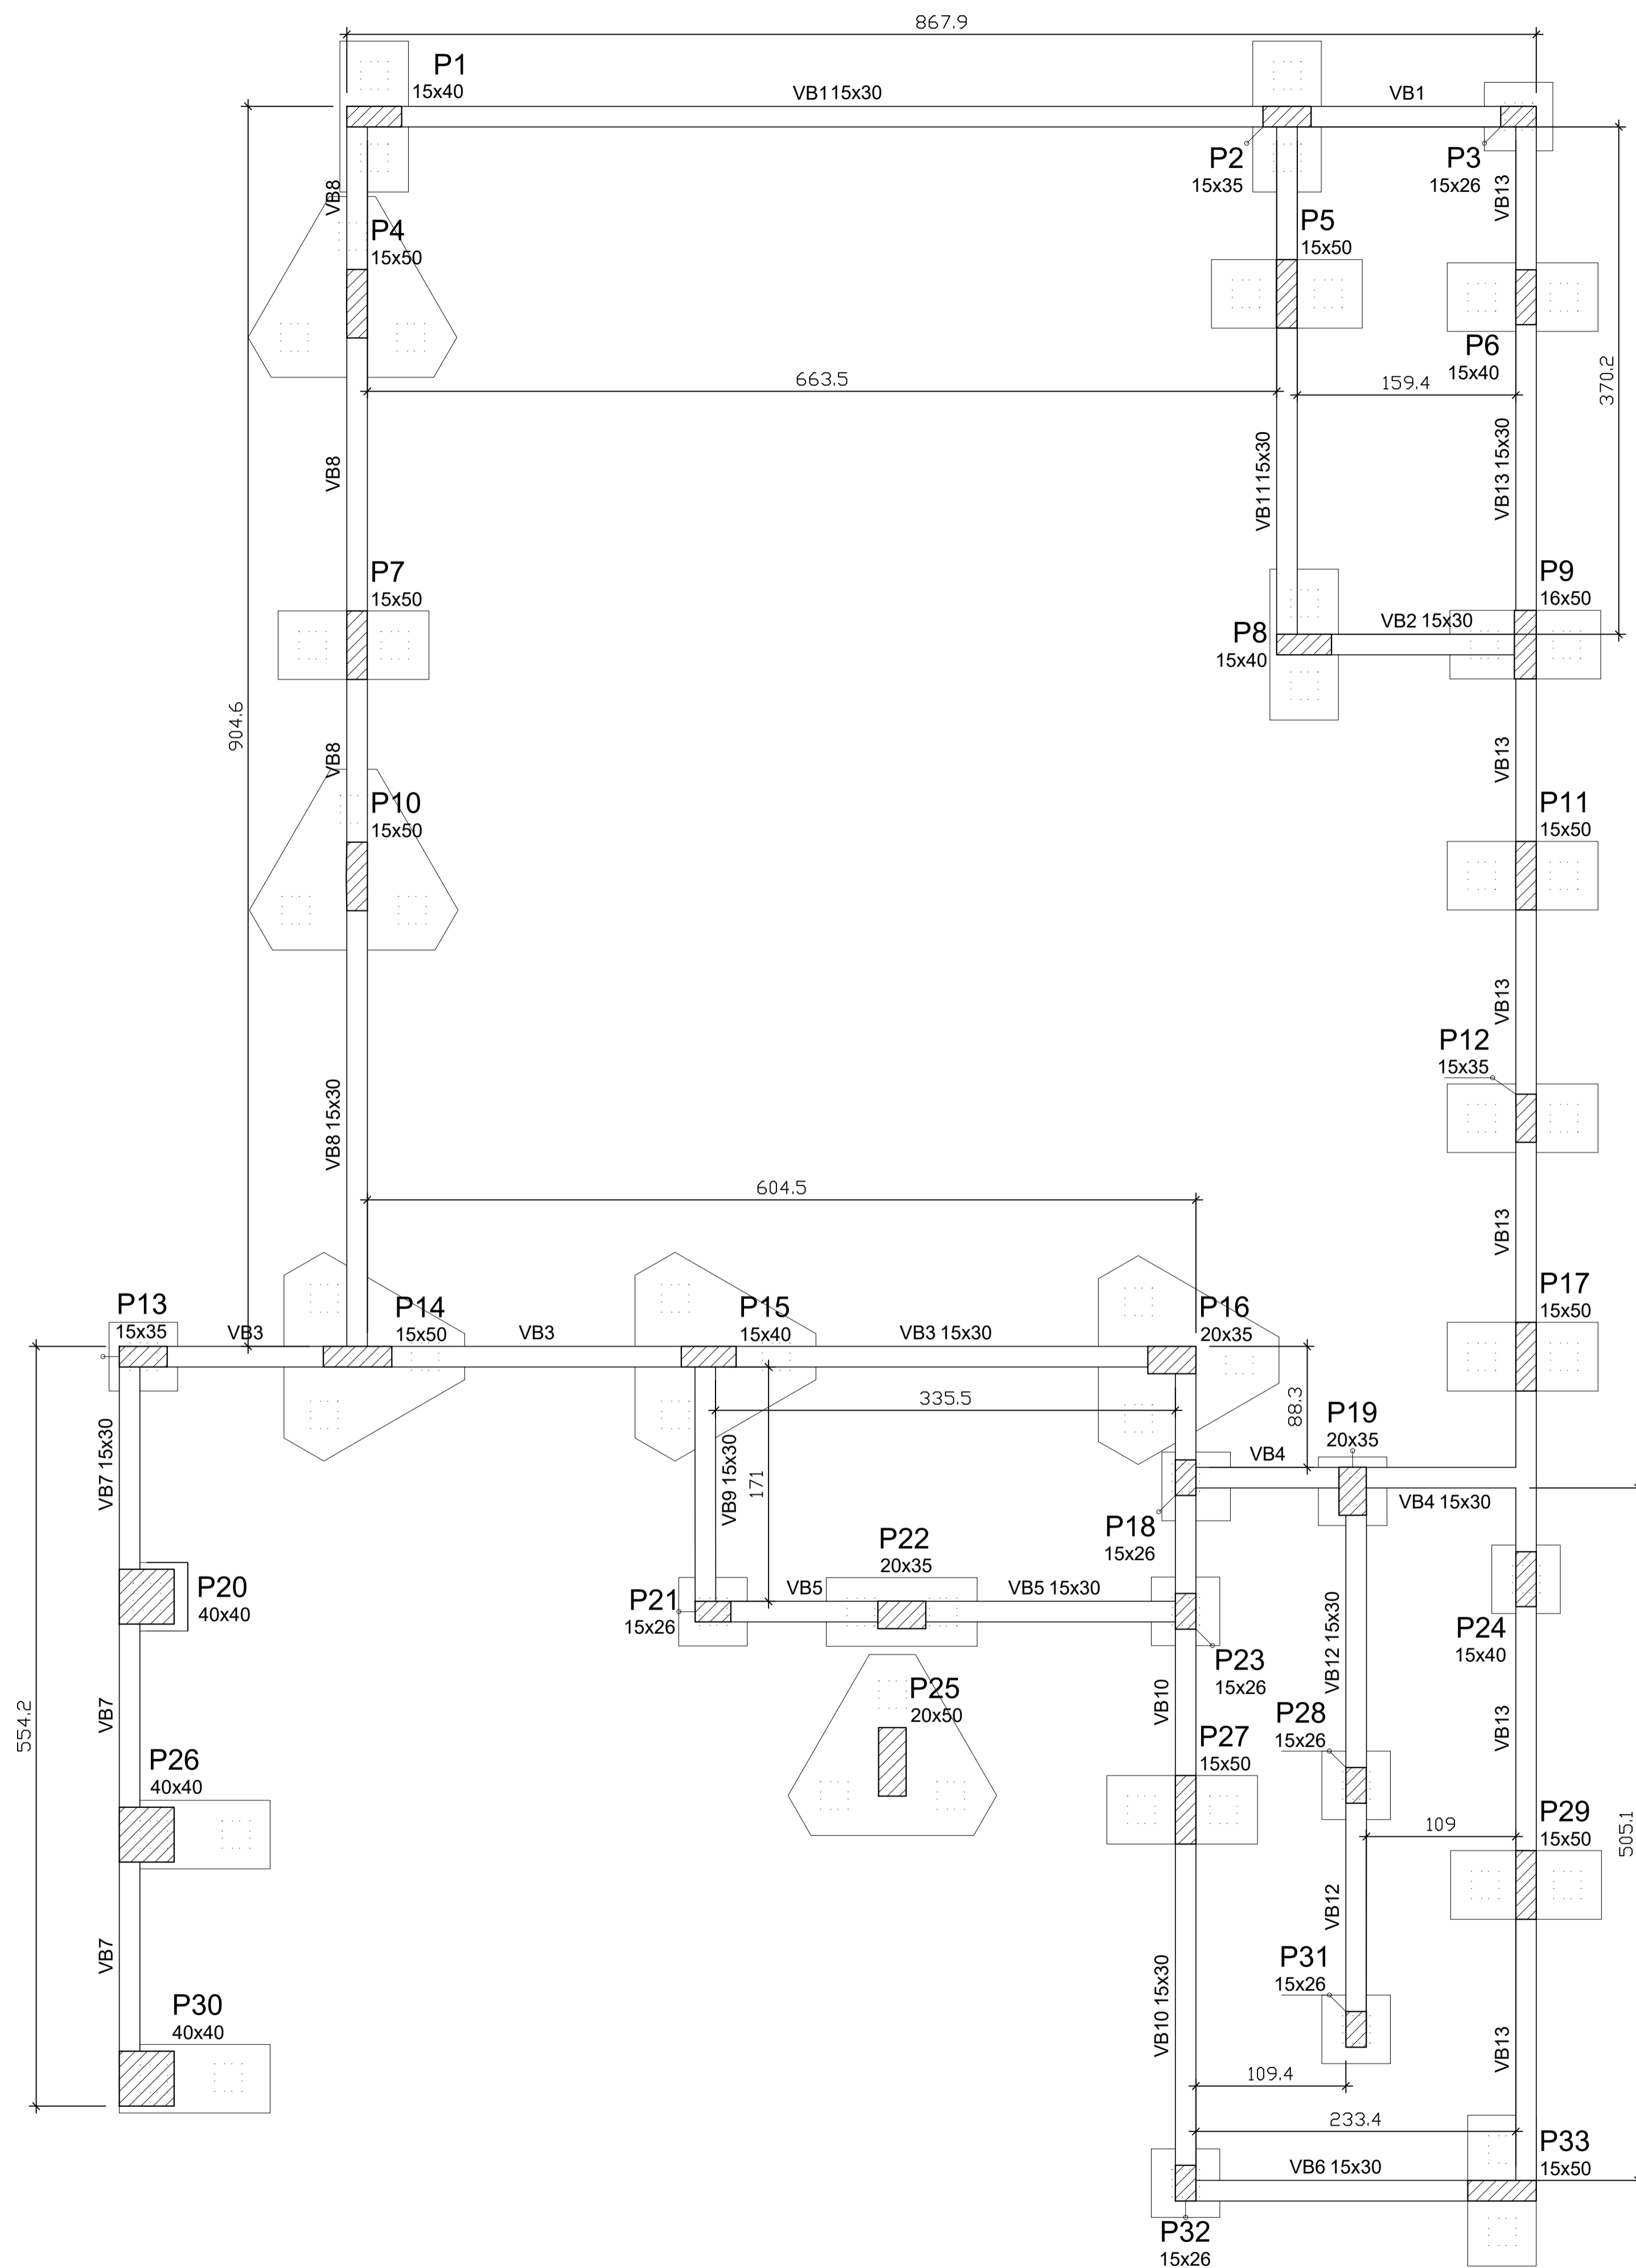 867.9
P1
15x40
VB115x30
VB1
P2
15x35
P3
15x26
VB8
VB13
P4
15x50
P5
15x50
P6
15x40
663.5
159.4
370.2
VB8
VB1115x30
VB13 15x30
P7
15x50
P9
16x50
P8
15x40
VB2 15x30
904.6
VB8
VB13
P10
15x50
P11
15x50
VB13
P12
15x35
VB8 15x30
604.5
VB13
P13
15x35
VB3
P14
15x50
VB3
P15
15x40
VB3 15x30
P16
20x35
P17
15x50
335.5
88.3
P19
20x35
VB7 15x30
VB9 15x30
171
VB4
VB4 15x30
P18
15x26
P20
40x40
P21
15x26
VB5
P22
20x35
VB5 15x30
P23
15x26
VB12 15x30
P24
15x40
554.2
VB7
P25
20x50
VB10
P28
15x26
VB13
P26
40x40
P27
15x50
109
P29
15x50
505.1
VB7
VB10 15x30
VB12
P30
40x40
P31
15x26
VB13
109.4
233.4
VB6 15x30
P33
15x50
P32
15x26